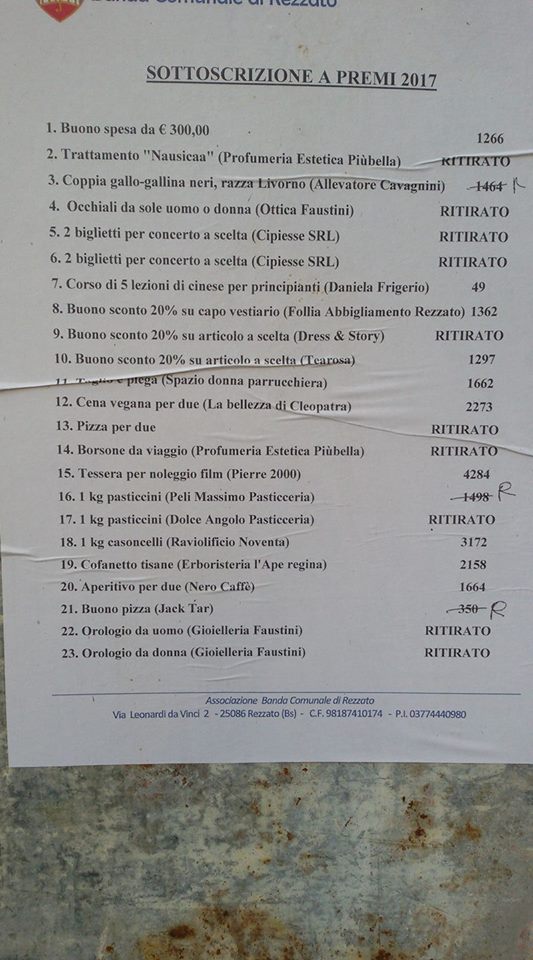 Banda Comunale di Rezzato
SOTTOSCRIZIONE A PREMI 2017
1. Buono spesa da € 300,00 1266
2. Trattamento "Nausicaa" (Profumeria Estetica Piùbella) RITIRATO
3. Coppia gallo-gallina neri, razza Livorno (Allevatore Cavagnini) 1464 R
4. Occhiali da sole uomo o donna (Ottica Faustini) RITIRATO
5. 2 biglietti per concerto a scelta (Cipiesse SRL) RITIRATO
6. 2 biglietti per concerto a scelta (Cipiesse SRL) RITIRATO
7. Corso di 5 lezioni di cinese per principianti (Daniela Frigerio) 49
8. Buono sconto 20% su capo vestiario (Follia Abbigliamento Rezzato) 1362
9. Buono sconto 20% su articolo a scelta (Dress & Story) RITIRATO
10. Buono sconto 20% su articolo a scelta (Tearosa) 1297
11. Taglio e piega (Spazio donna parrucchiera) 1662
12. Cena vegana per due (La bellezza di Cleopatra) 2273
13. Pizza per due RITIRATO
14. Borsone da viaggio (Profumeria Estetica Piùbella) RITIRATO
15. Tessera per noleggio film (Pierre 2000) 4284
16. 1 kg pasticcini (Peli Massimo Pasticceria) 1498 R
17. 1 kg pasticcini (Dolce Angolo Pasticceria) RITIRATO
18. 1 kg casoncelli (Raviolificio Noventa) 3172
19. Cofanetto tisane (Erboristeria l'Ape regina) 2158
20. Aperitivo per due (Nero Caffè) 1664
21. Buono pizza (Jack Tar) 350 R
22. Orologio da uomo (Gioielleria Faustini) RITIRATO
23. Orologio da donna (Gioielleria Faustini) RITIRATO
Associazione Banda Comunale di Rezzato
Via Leonardi da Vinci 2 - 25086 Rezzato (Bs) - C.F. 98187410174 - P.I. 03774440980